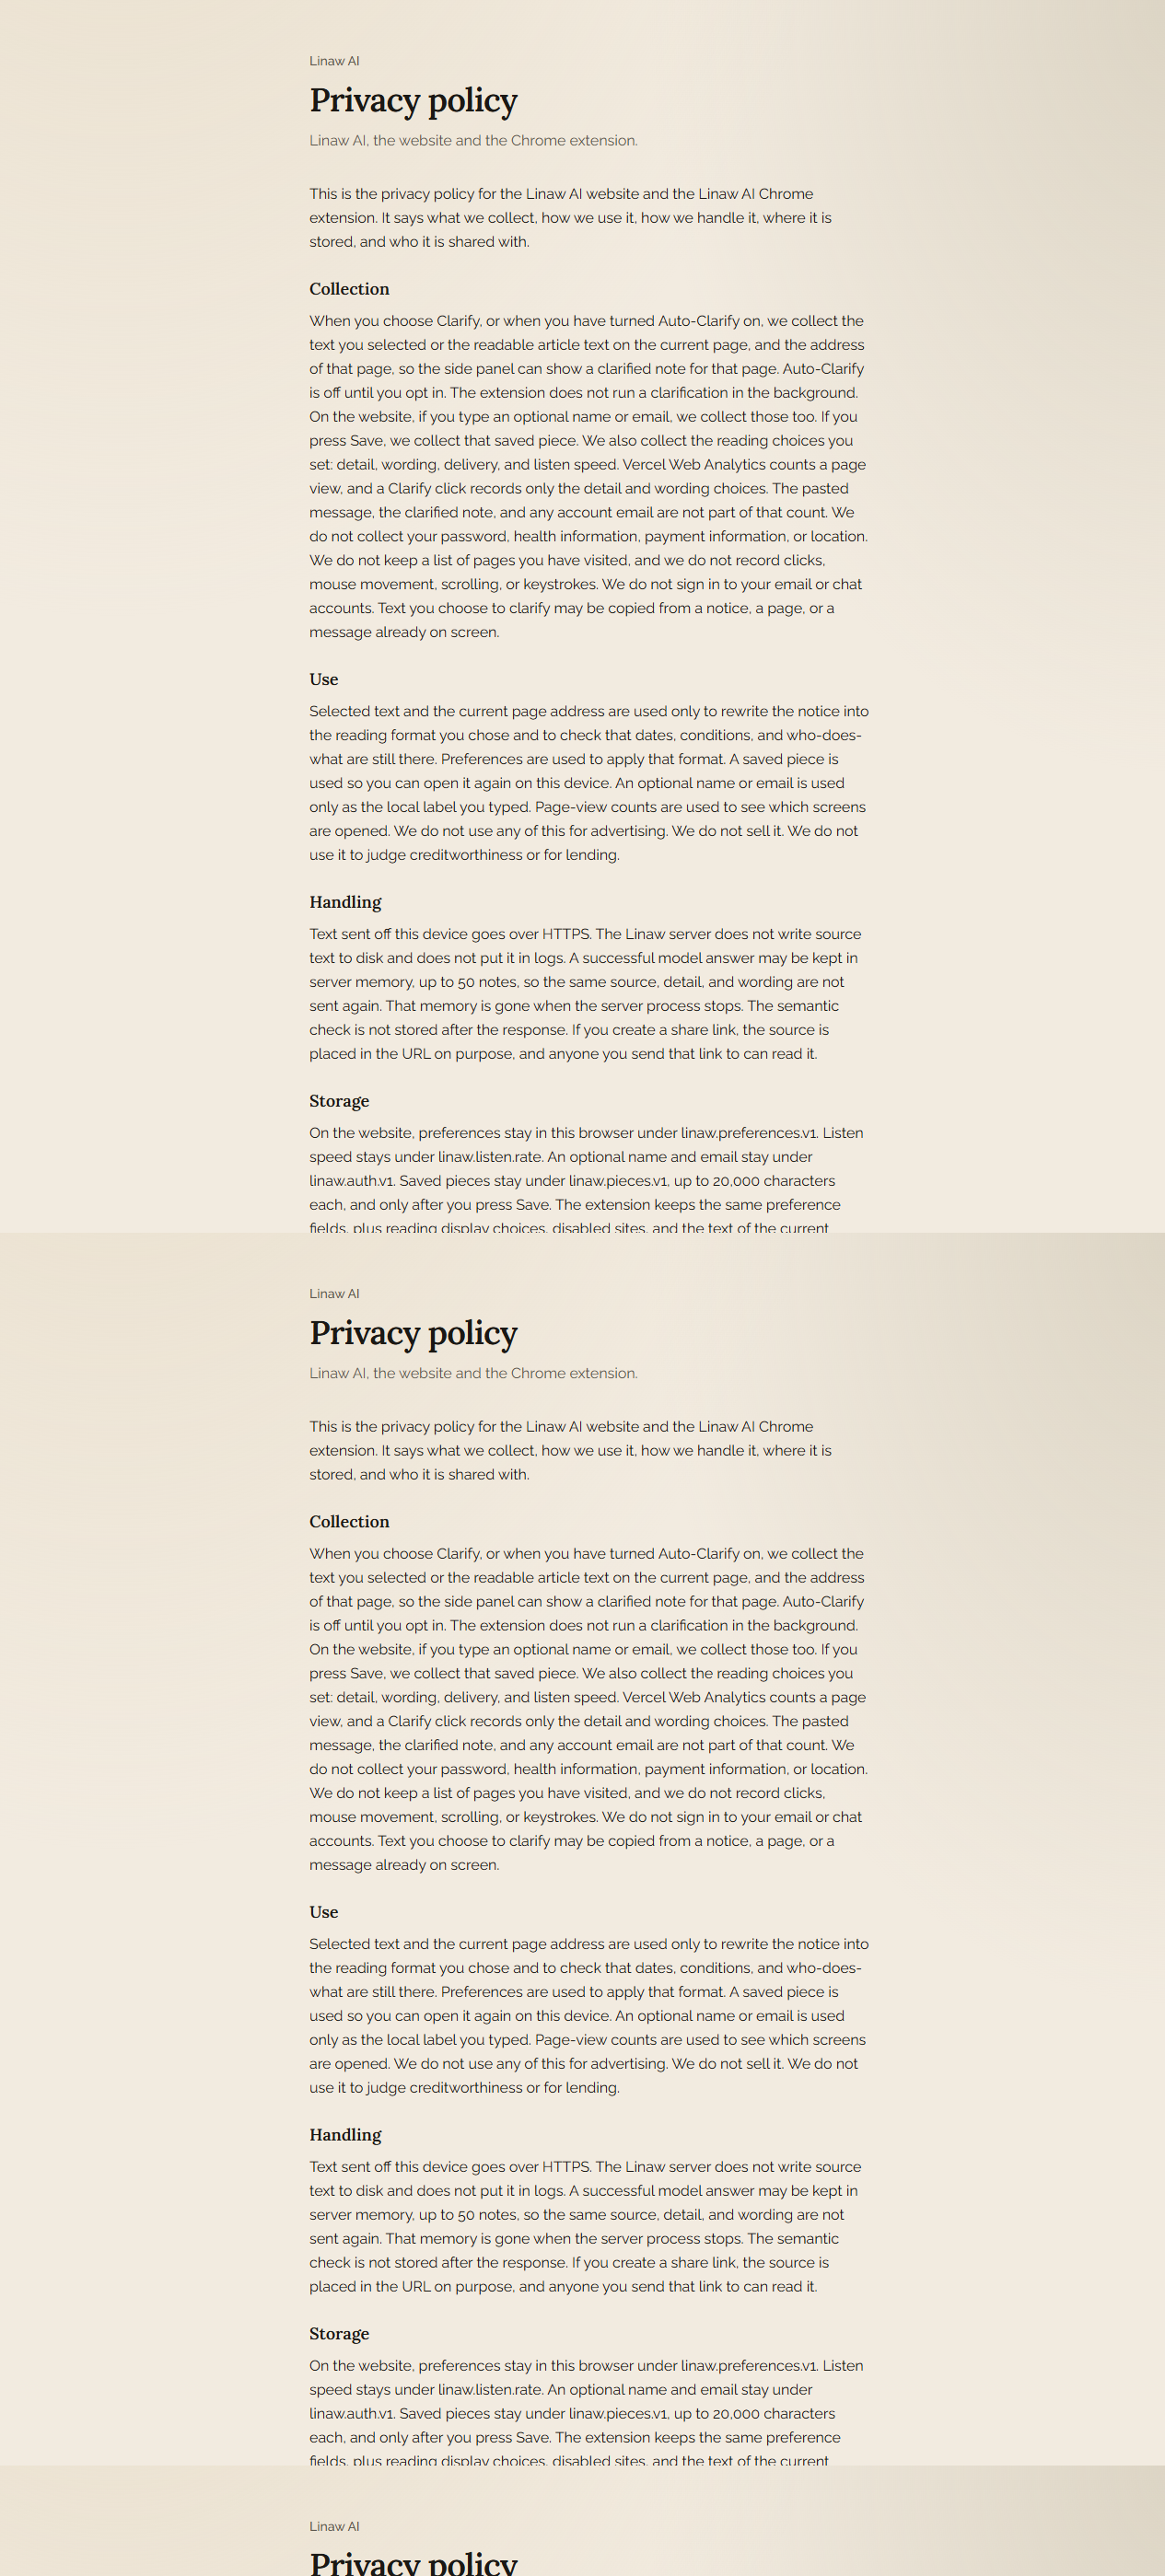 Linaw AI
Privacy policy
Linaw AI, the website and the Chrome extension.
This is the privacy policy for the Linaw AI website and the Linaw AI Chrome
extension. It says what we collect, how we use it, how we handle it, where it is
stored, and who it is shared with.
Collection
When you choose Clarify, or when you have turned Auto-Clarify on, we collect the
text you selected or the readable article text on the current page, and the address
of that page, so the side panel can show a clarified note for that page. Auto-Clarify
is off until you opt in. The extension does not run a clarification in the background.
On the website, if you type an optional name or email, we collect those too. If you
press Save, we collect that saved piece. We also collect the reading choices you
set: detail, wording, delivery, and listen speed. Vercel Web Analytics counts a page
view, and a Clarify click records only the detail and wording choices. The pasted
message, the clarified note, and any account email are not part of that count. We
do not collect your password, health information, payment information, or location.
We do not keep a list of pages you have visited, and we do not record clicks,
mouse movement, scrolling, or keystrokes. We do not sign in to your email or chat
accounts. Text you choose to clarify may be copied from a notice, a page, or a
message already on screen.
Use
Selected text and the current page address are used only to rewrite the notice into
the reading format you chose and to check that dates, conditions, and who-does-
what are still there. Preferences are used to apply that format. A saved piece is
used so you can open it again on this device. An optional name or email is used
only as the local label you typed. Page-view counts are used to see which screens
are opened. We do not use any of this for advertising. We do not sell it. We do not
use it to judge creditworthiness or for lending.
Handling
Text sent off this device goes over HTTPS. The Linaw server does not write source
text to disk and does not put it in logs. A successful model answer may be kept in
server memory, up to 50 notes, so the same source, detail, and wording are not
sent again. That memory is gone when the server process stops. The semantic
check is not stored after the response. If you create a share link, the source is
placed in the URL on purpose, and anyone you send that link to can read it.
Storage
On the website, preferences stay in this browser under linaw.preferences.v1. Listen
speed stays under linaw.listen.rate. An optional name and email stay under
linaw.auth.v1. Saved pieces stay under linaw.pieces.v1, up to 20,000 characters
each, and only after you press Save. The extension keeps the same preference
fields, plus reading display choices, disabled sites, and the text of the current
Linaw AI
Privacy policy
Linaw AI, the website and the Chrome extension.
This is the privacy policy for the Linaw AI website and the Linaw AI Chrome
extension. It says what we collect, how we use it, how we handle it, where it is
stored, and who it is shared with.
Collection
When you choose Clarify, or when you have turned Auto-Clarify on, we collect the
text you selected or the readable article text on the current page, and the address
of that page, so the side panel can show a clarified note for that page. Auto-Clarify
is off until you opt in. The extension does not run a clarification in the background.
On the website, if you type an optional name or email, we collect those too. If you
press Save, we collect that saved piece. We also collect the reading choices you
set: detail, wording, delivery, and listen speed. Vercel Web Analytics counts a page
view, and a Clarify click records only the detail and wording choices. The pasted
message, the clarified note, and any account email are not part of that count. We
do not collect your password, health information, payment information, or location.
We do not keep a list of pages you have visited, and we do not record clicks,
mouse movement, scrolling, or keystrokes. We do not sign in to your email or chat
accounts. Text you choose to clarify may be copied from a notice, a page, or a
message already on screen.
Use
Selected text and the current page address are used only to rewrite the notice into
the reading format you chose and to check that dates, conditions, and who-does-
what are still there. Preferences are used to apply that format. A saved piece is
used so you can open it again on this device. An optional name or email is used
only as the local label you typed. Page-view counts are used to see which screens
are opened. We do not use any of this for advertising. We do not sell it. We do not
use it to judge creditworthiness or for lending.
Handling
Text sent off this device goes over HTTPS. The Linaw server does not write source
text to disk and does not put it in logs. A successful model answer may be kept in
server memory, up to 50 notes, so the same source, detail, and wording are not
sent again. That memory is gone when the server process stops. The semantic
check is not stored after the response. If you create a share link, the source is
placed in the URL on purpose, and anyone you send that link to can read it.
Storage
On the website, preferences stay in this browser under linaw.preferences.v1. Listen
speed stays under linaw.listen.rate. An optional name and email stay under
linaw.auth.v1. Saved pieces stay under linaw.pieces.v1, up to 20,000 characters
each, and only after you press Save. The extension keeps the same preference
fields, plus reading display choices, disabled sites, and the text of the current
Linaw AI
Privacy policy